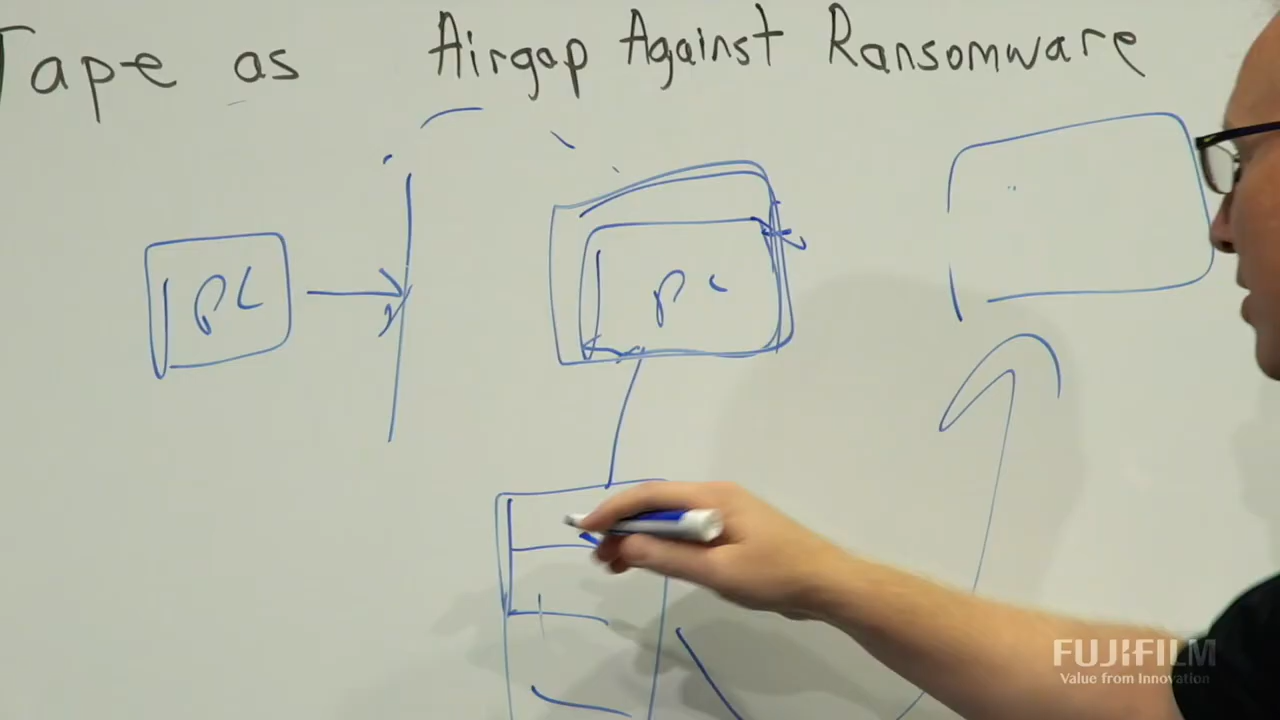 Tape as Airgap Against Ransomware
PC
PC
FUJIFILM
Value from Innovation